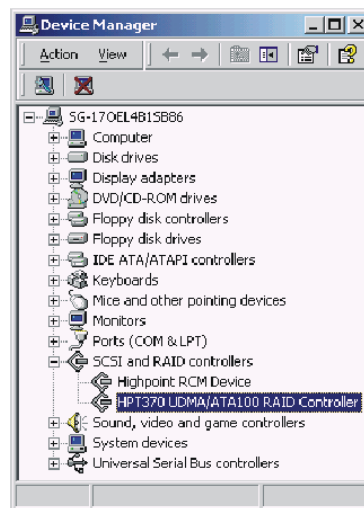 Device Manager
Action View
SG-17OEL4B1SB86
Computer
Disk drives
Display adapters
DVD/CD-ROM drives
Floppy disk controllers
Floppy disk drives
IDE ATA/ATAPI controllers
Keyboards
Mice and other pointing devices
Monitors
Ports (COM & LPT)
SCSI and RAID controllers
Highpoint RCM Device
HPT370 UDMA/ATA100 RAID Controller
Sound, video and game controllers
System devices
Universal Serial Bus controllers